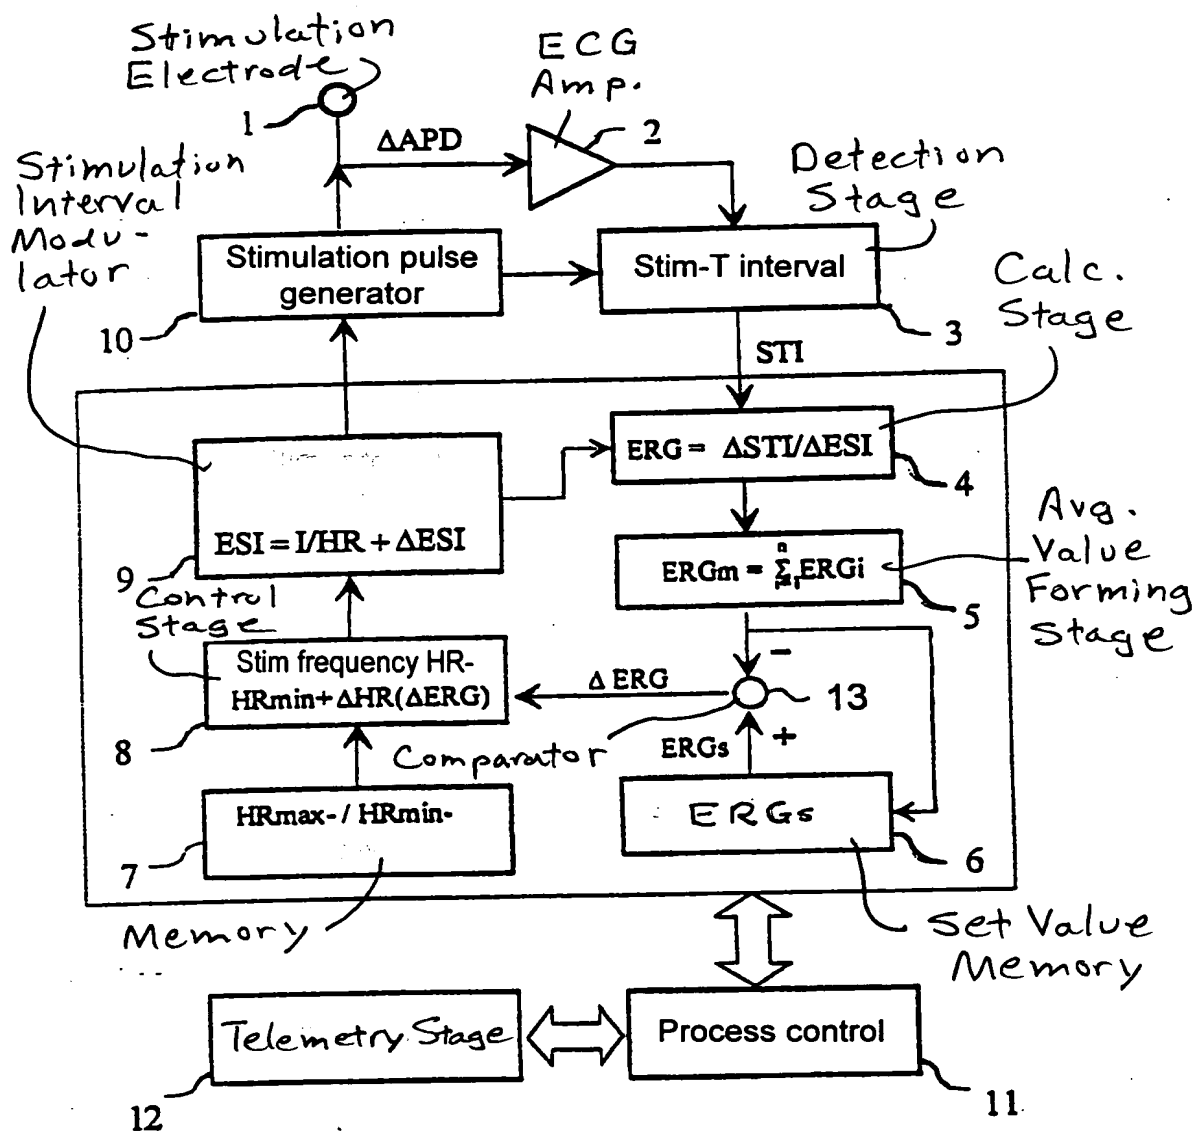 Stimulation
Electrode
1
ECG
Amp.
2
ΔAPD
Stimulation
Interval
Modu-
lator
Detection
Stage
Stimulation pulse
generator
10
Stim-T interval
3
Calc.
Stage
STI
ERG = ΔSTI/ΔESI
4
ESI = I/HR + ΔESI
9
Avg.
Value
Forming
Stage
ERGm = n Σ i=1 ERGi
5
Control
Stage
Stim frequency HR-
HRmin+ ΔHR(ΔERG)
8
Δ ERG
-
13
Comparator
ERGs
+
HRmax- / HRmin-
7
ERGs
6
Memory
Set Value
Memory
Telemetry Stage
12
Process control
11